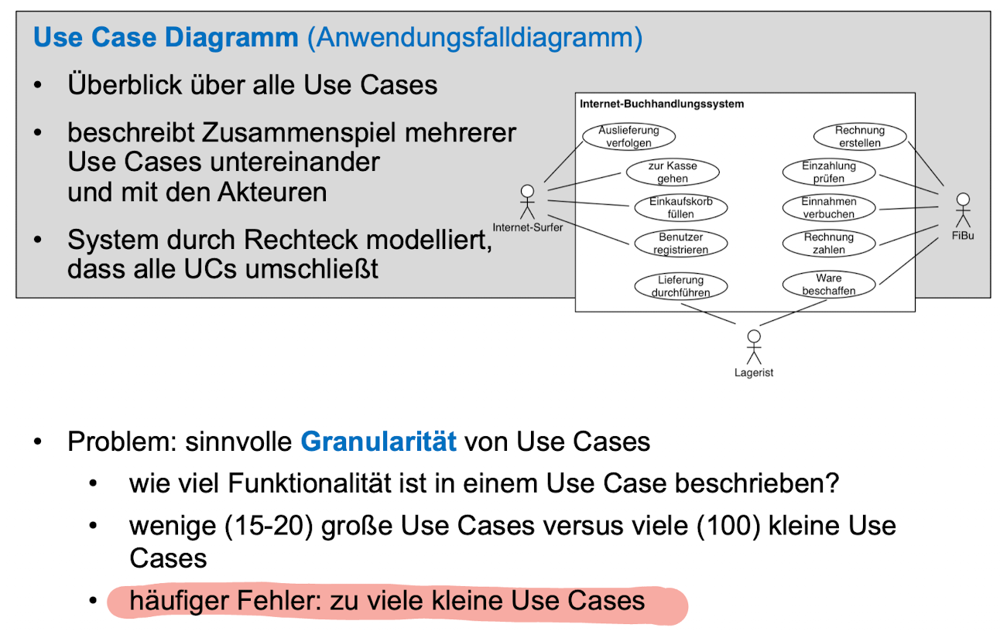 Use Case Diagramm (Anwendungsfalldiagramm)
• Überblick über alle Use Cases
• beschreibt Zusammenspiel mehrerer
Use Cases untereinander
und mit den Akteuren
• System durch Rechteck modelliert,
dass alle UCs umschließt
Internet-Buchhandlungssystem
Auslieferung
verfolgen
zur Kasse
gehen
Einkaufskorb
füllen
Benutzer
registrieren
Lieferung
durchführen
Rechnung
erstellen
Einzahlung
prüfen
Einnahmen
verbuchen
Rechnung
zahlen
Ware
beschaffen
Internet-Surfer
FiBu
Lagerist
• Problem: sinnvolle Granularität von Use Cases
• wie viel Funktionalität ist in einem Use Case beschrieben?
• wenige (15-20) große Use Cases versus viele (100) kleine Use
Cases
• häufiger Fehler: zu viele kleine Use Cases